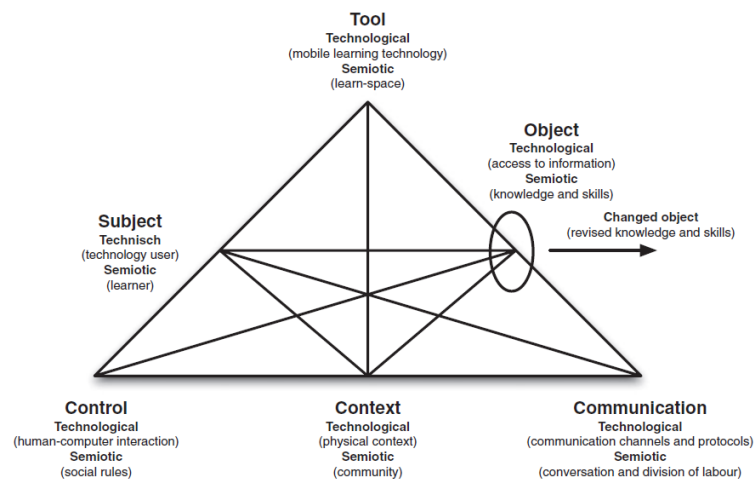 Tool
Technological
(mobile learning technology)
Semiotic
(learn-space)
Object
Technological
(access to information)
Semiotic
(knowledge and skills)
Changed object
(revised knowledge and skills)
Subject
Technisch
(technology user)
Semiotic
(learner)
Control
Technological
(human-computer interaction)
Semiotic
(social rules)
Context
Technological
(physical context)
Semiotic
(community)
Communication
Technological
(communication channels and protocols)
Semiotic
(conversation and division of labour)